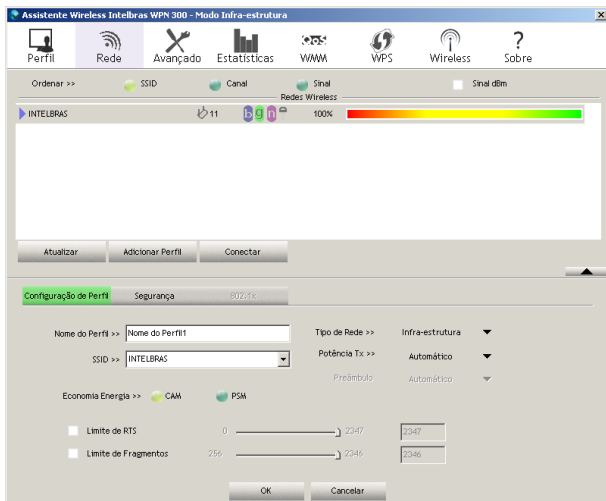 Assistente Wireless Intelbras WPN 300 - Modo Infra-estrutura
Perfil Rede Avançado Estatísticas QoS WMM WPS Wireless Sobre
Ordenar >> SSID Canal Sinal Sinal dBm
Redes Wireless
INTELBRAS 11 b g n 100%
Atualizar Adicionar Perfil Conectar
Configuração de Perfil Segurança 802.1x
Nome do Perfil >> Nome do Perfil1 Tipo de Rede >> Infra-estrutura
SSID >> INTELBRAS Potência Tx >> Automático
Preâmbulo Automático
Economia Energia >> CAM PSM
Limite de RTS 0 2347 2347
Limite de Fragmentos 256 2346 2346
OK Cancelar